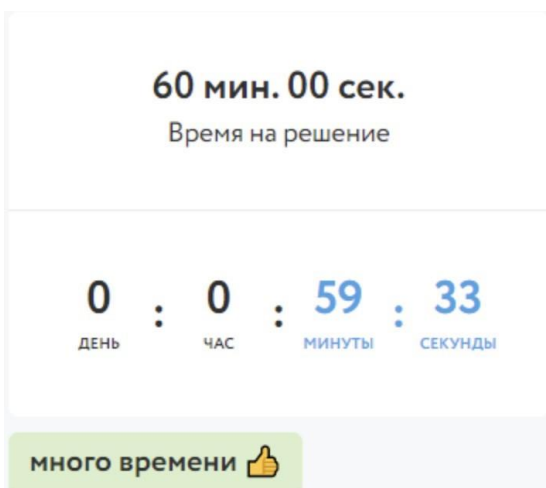 60 мин. 00 сек.
Время на решение
0 : 0 : 59 : 33
ДЕНЬ ЧАС МИНУТЫ СЕКУНДЫ
много времени 👍